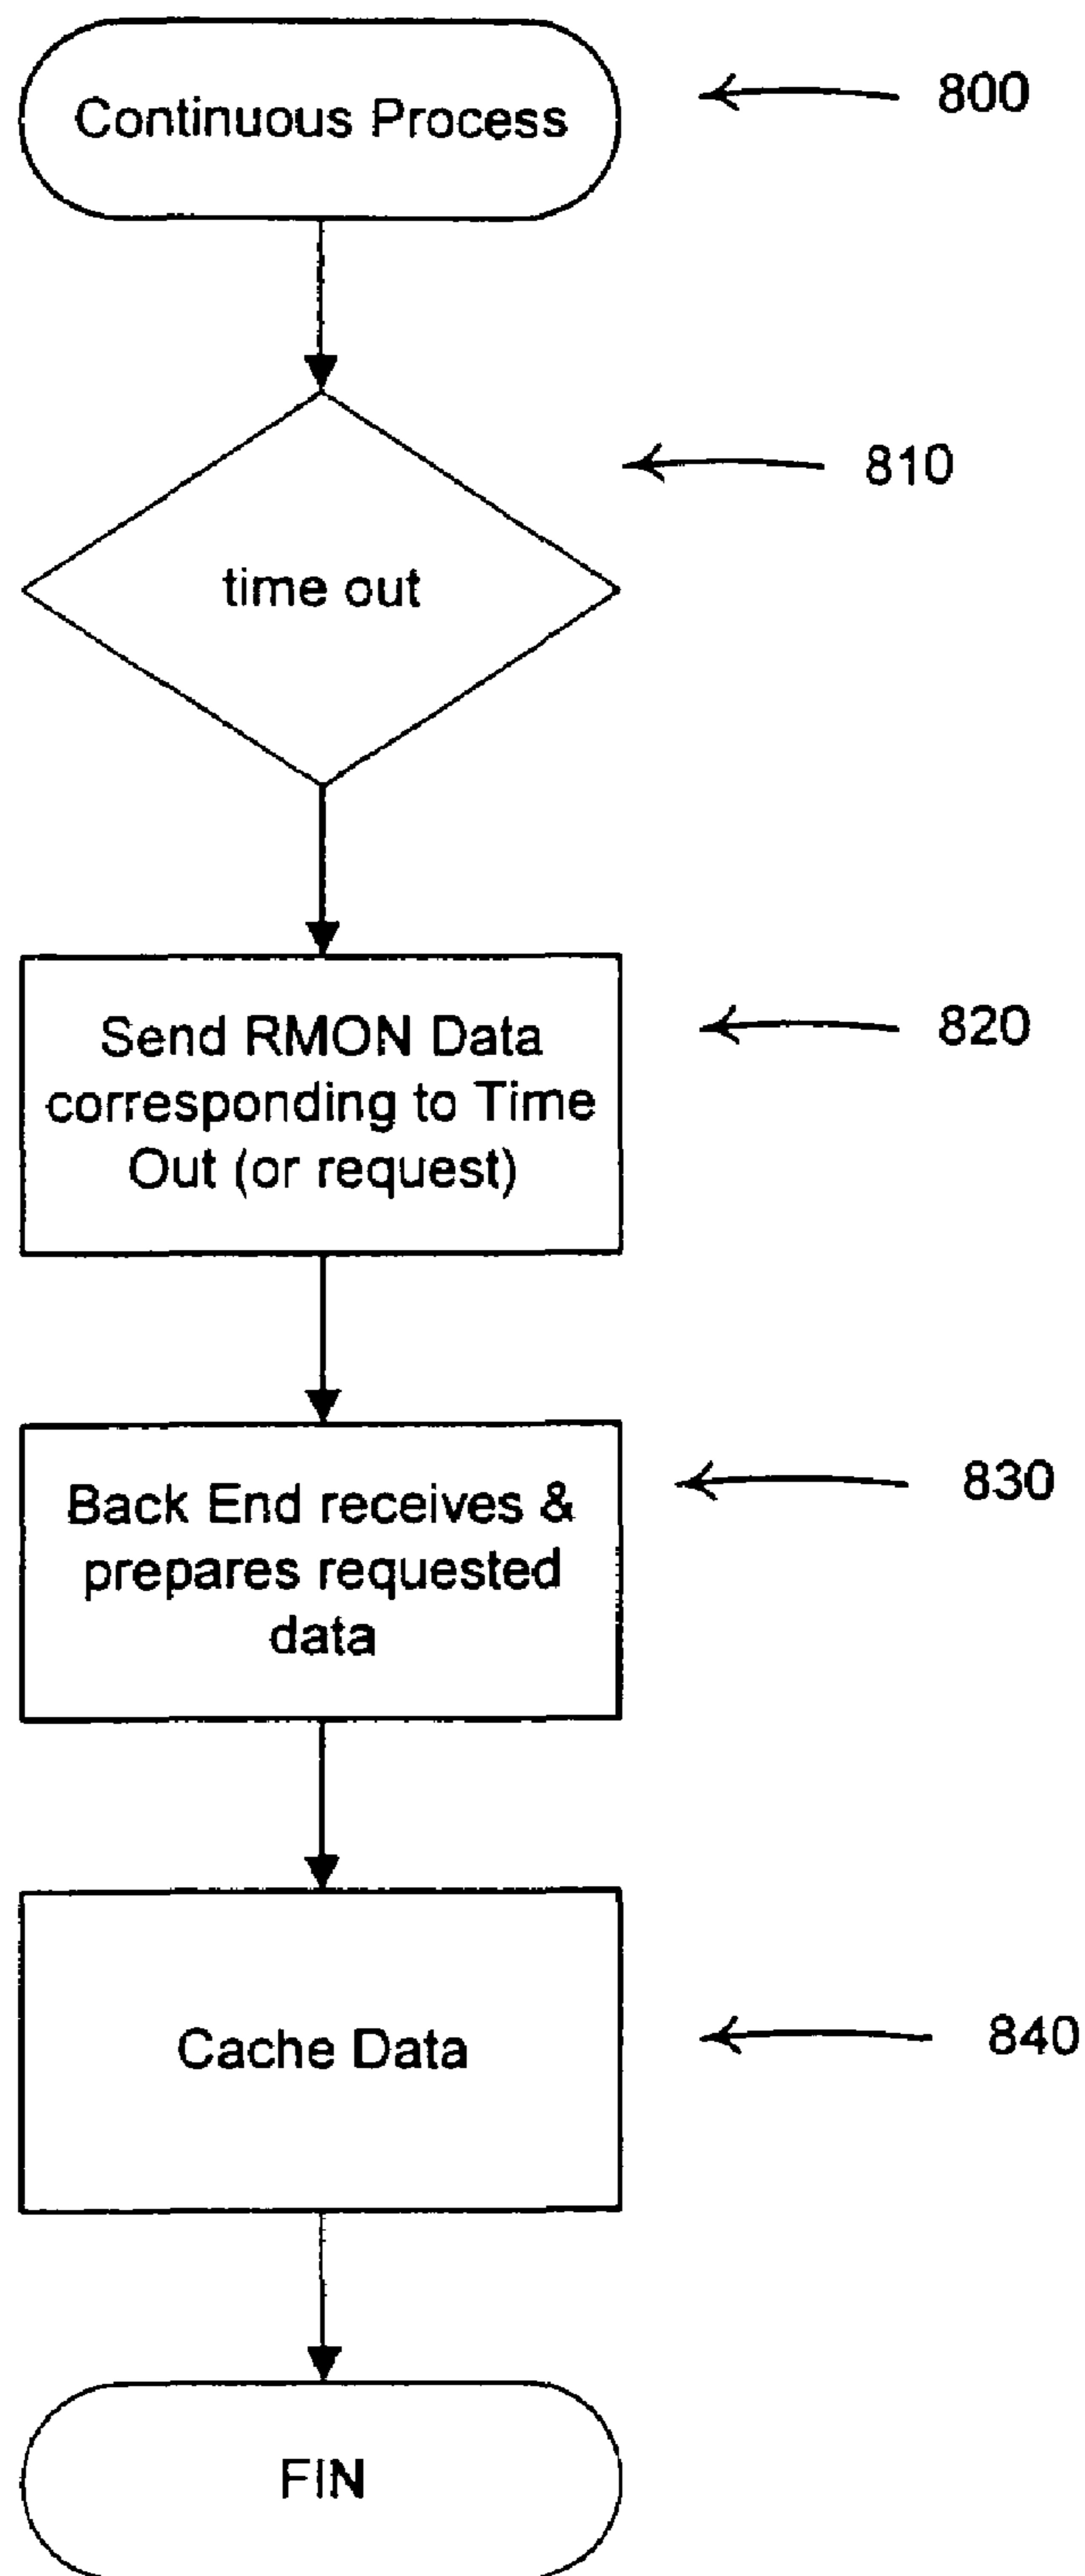 Continuous Process
800
time out
810
Send RMON Data
corresponding to Time
Out (or request)
820
Back End receives &
prepares requested
data
830
Cache Data
840
FIN